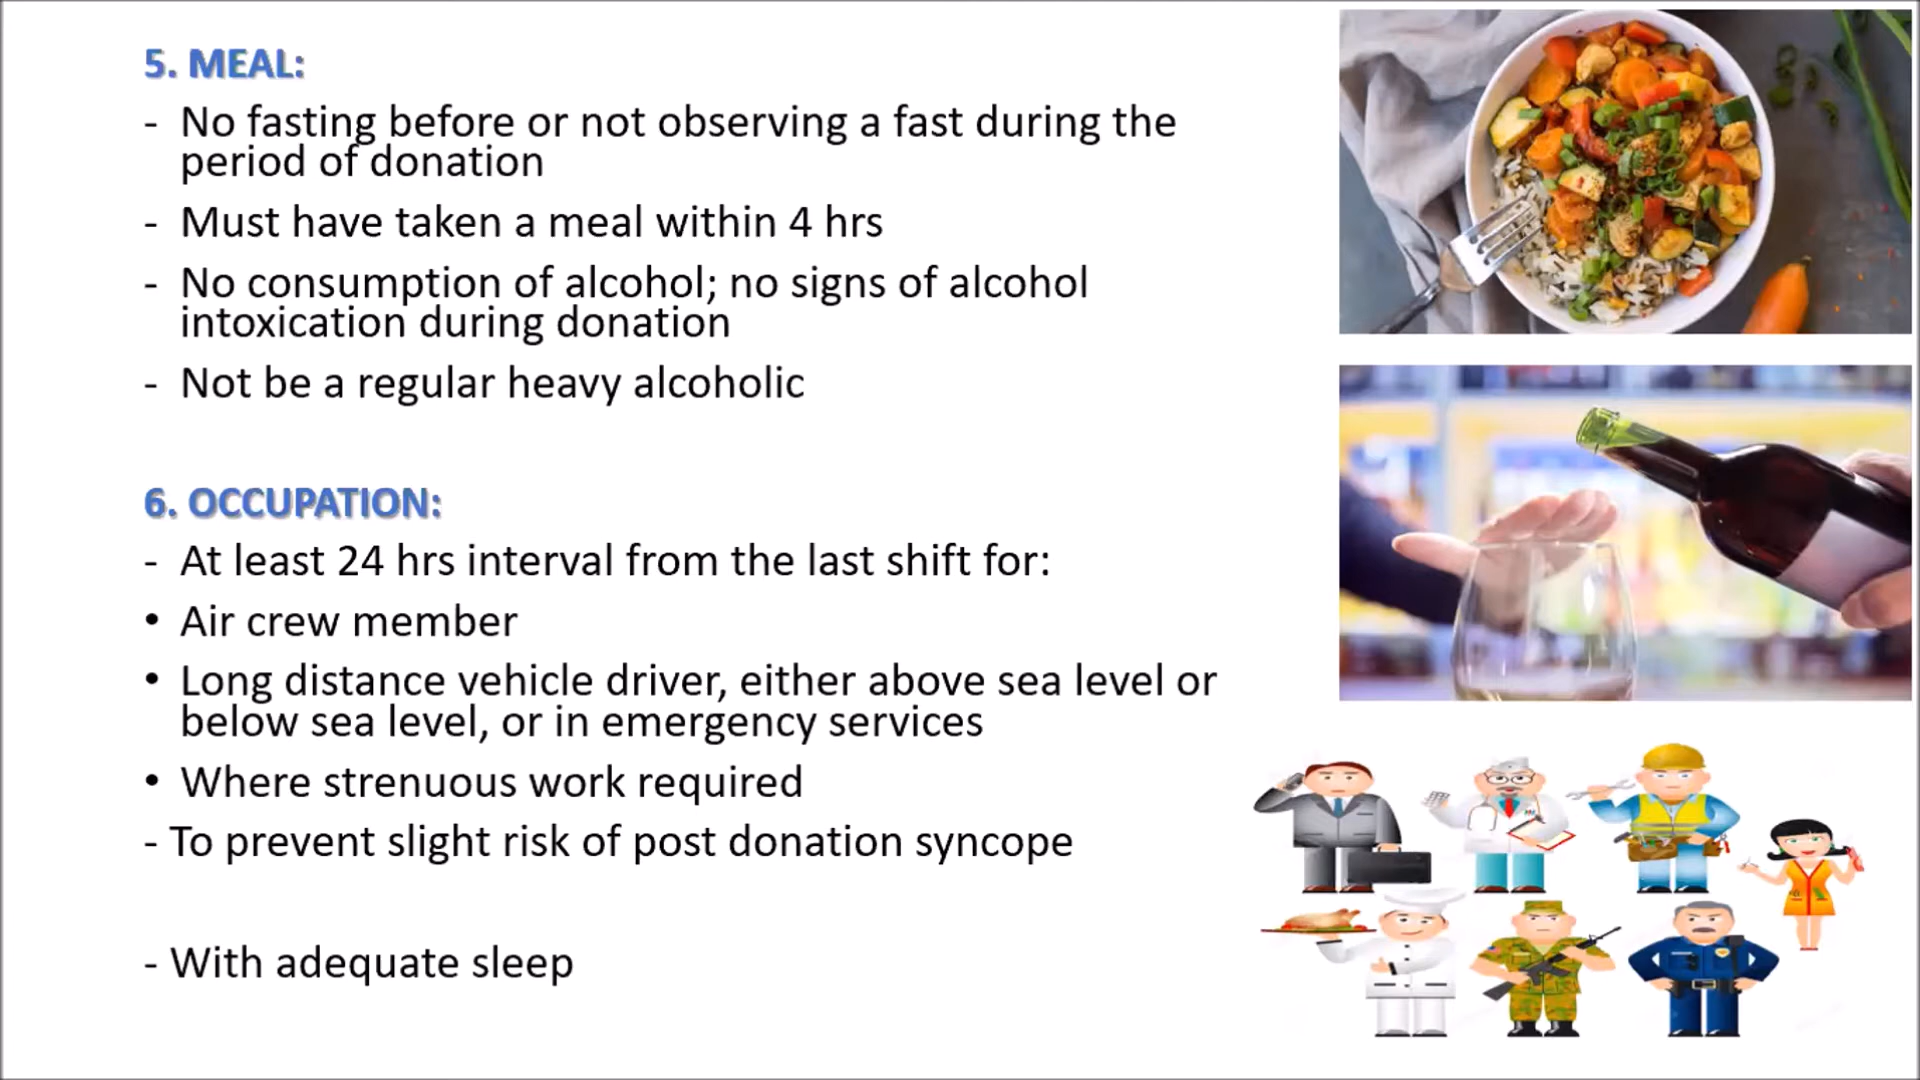 5. MEAL:
- No fasting before or not observing a fast during the
period of donation
- Must have taken a meal within 4 hrs
- No consumption of alcohol; no signs of alcohol
intoxication during donation
- Not be a regular heavy alcoholic
6. OCCUPATION:
- At least 24 hrs interval from the last shift for:
• Air crew member
• Long distance vehicle driver, either above sea level or
below sea level, or in emergency services
• Where strenuous work required
- To prevent slight risk of post donation syncope
- With adequate sleep